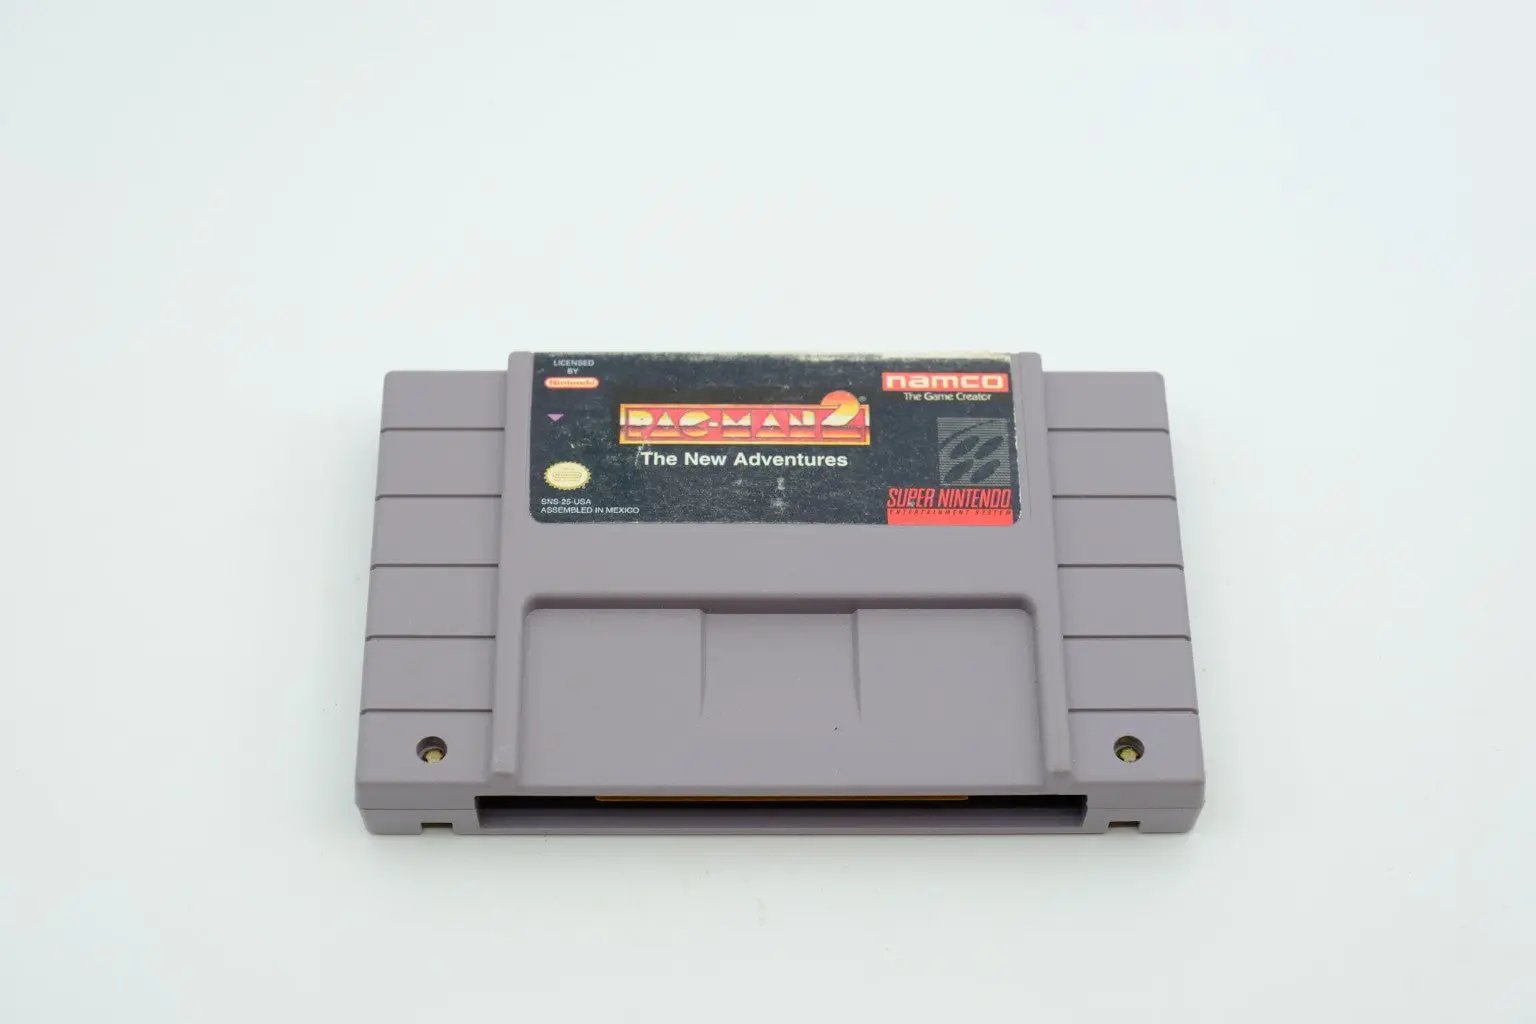 LICENSED
BY
Nintendo
namco
The Game Creator
PAC-MAN 2
®
The New Adventures
SNS-25-USA
ASSEMBLED IN MEXICO
SUPER NINTENDO
ENTERTAINMENT SYSTEM